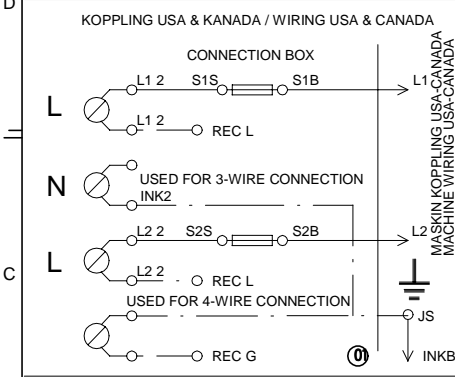 D
KOPPLING USA & KANADA / WIRING USA & CANADA
CONNECTION BOX
L1 2 S1S S1B L1
L
L1 2 REC L
N
USED FOR 3-WIRE CONNECTION
INK2
L2 2 S2S S2B L2
L
L2 2 REC L
C
USED FOR 4-WIRE CONNECTION
JS
REC G
01
INKB
MASKIN KOPPLING USA-CANADA
MACHINE WIRING USA-CANADA